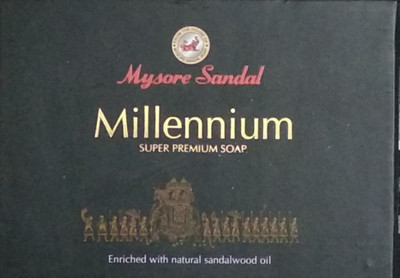 Mysore Sandal
Millennium
SUPER PREMIUM SOAP
Enriched with natural sandalwood oil